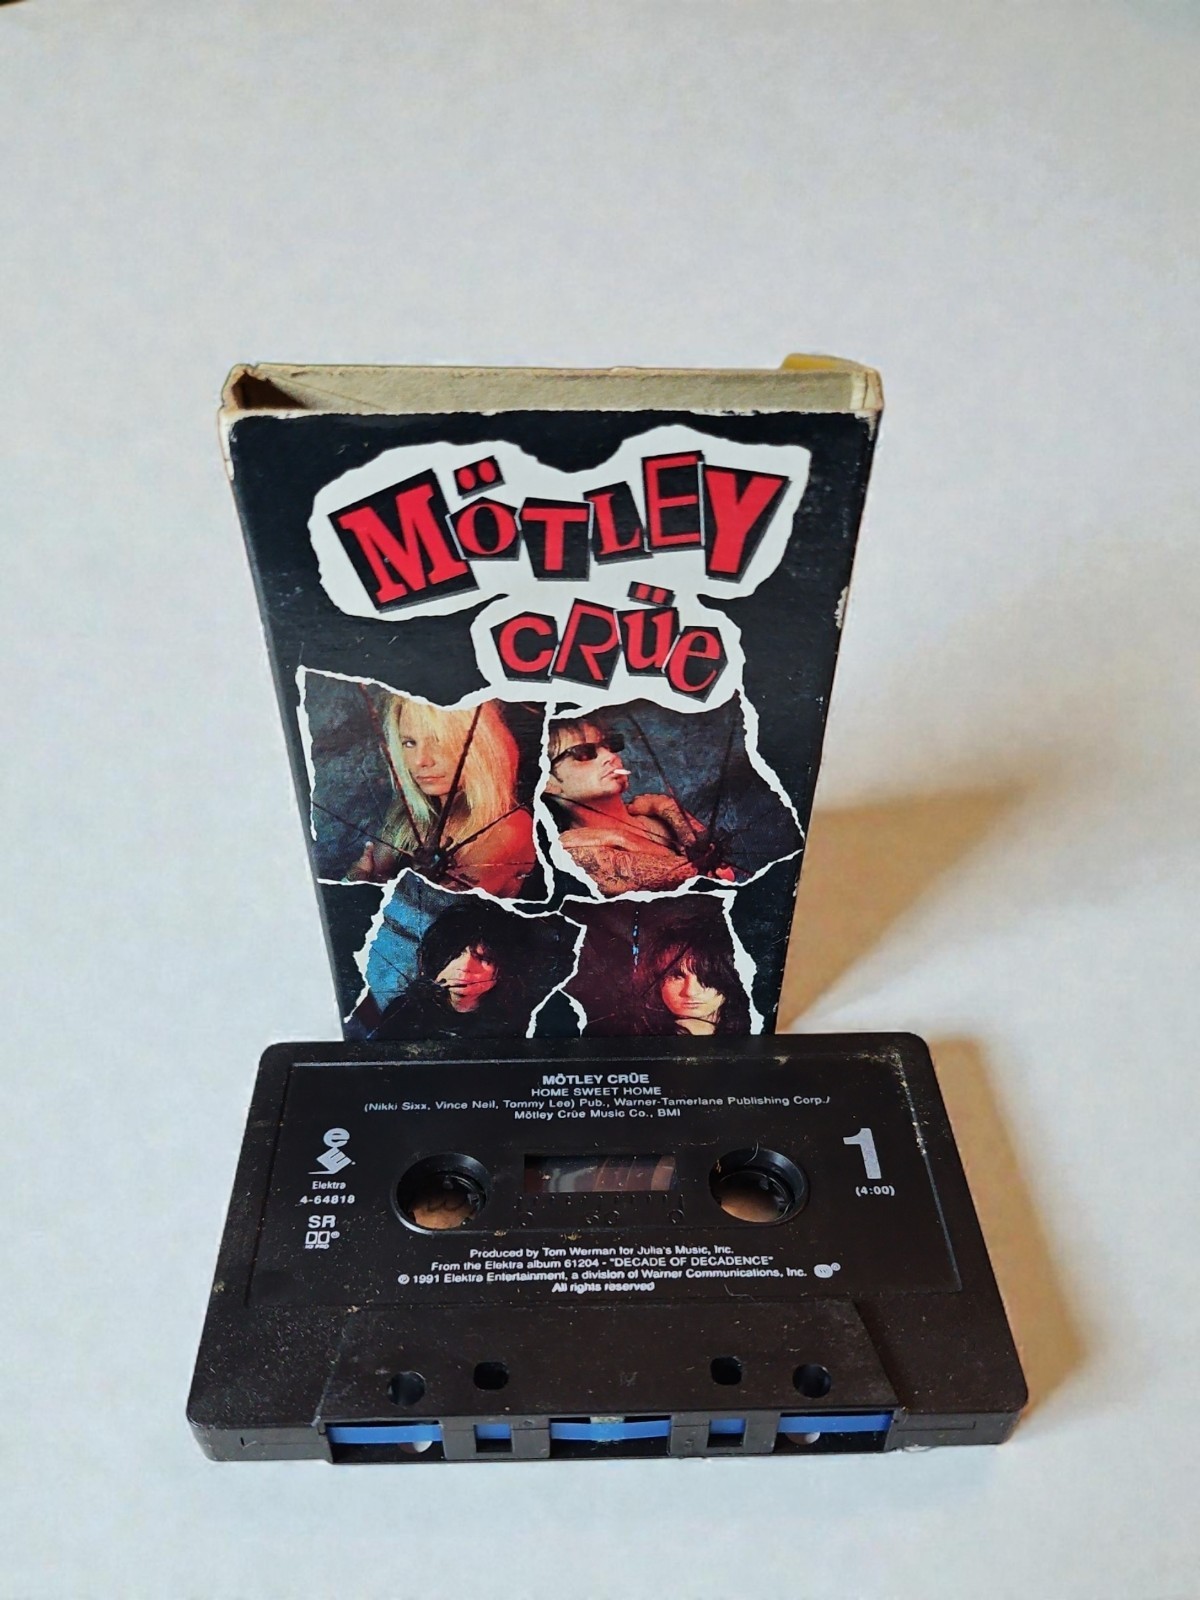 MÖTLEY
CRÜe
MÖTLEY CRÜE
HOME SWEET HOME
(Nikki Sixx, Vince Neil, Tommy Lee) Pub., Warner-Tamerlane Publishing Corp./
Mötley Crüe Music Co., BMI
Elektra
4-64818
SR
HX PRO
1
(4:00)
Produced by Tom Werman for Julia's Music, Inc.
From the Elektra album 61204 - "DECADE OF DECADENCE"
℗ 1991 Elektra Entertainment, a division of Warner Communications, Inc.
All rights reserved